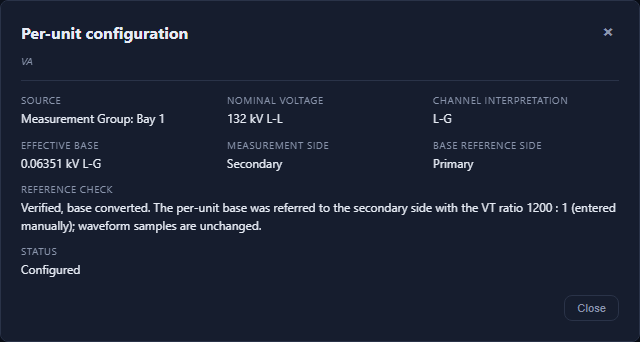 Per-unit configuration
×
VA
SOURCE
Measurement Group: Bay 1
NOMINAL VOLTAGE
132 kV L-L
CHANNEL INTERPRETATION
L-G
EFFECTIVE BASE
0.06351 kV L-G
MEASUREMENT SIDE
Secondary
BASE REFERENCE SIDE
Primary
REFERENCE CHECK
Verified, base converted. The per-unit base was referred to the secondary side with the VT ratio 1200 : 1 (entered
manually); waveform samples are unchanged.
STATUS
Configured
Close